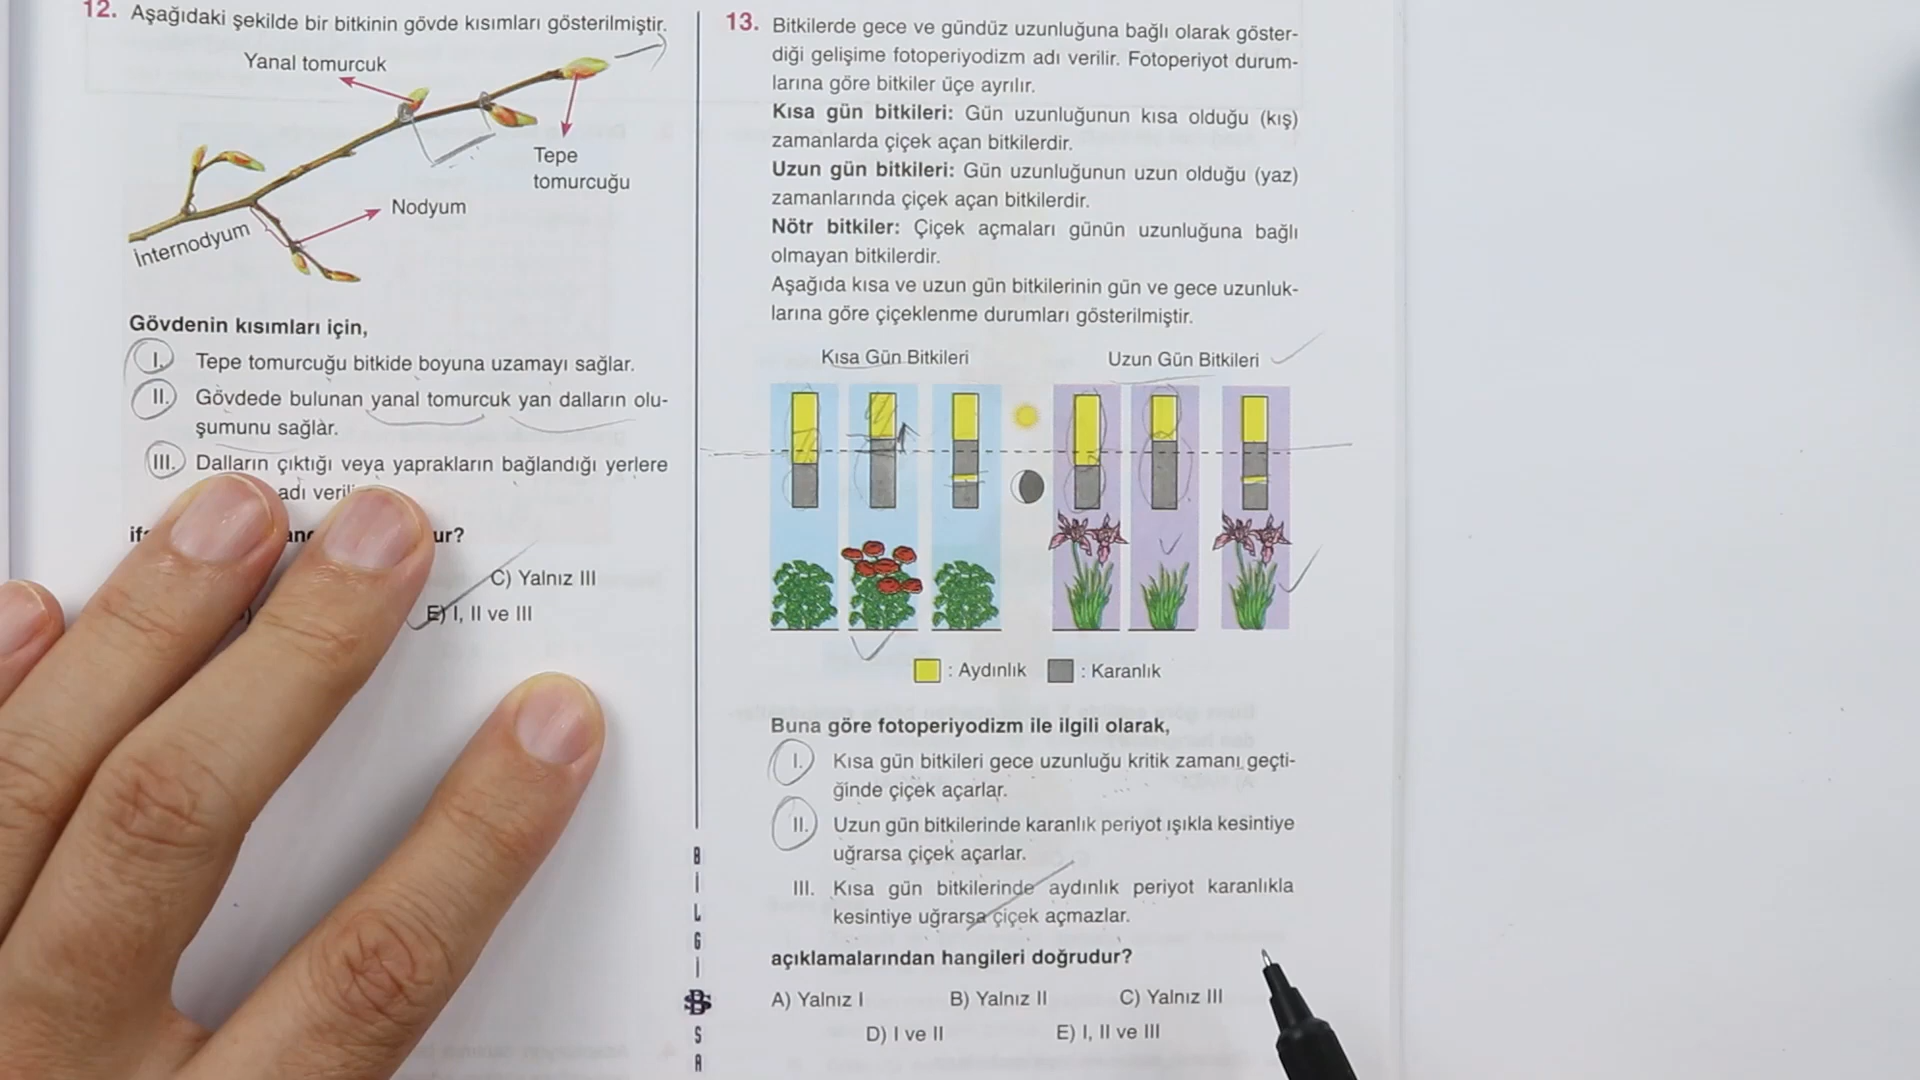 12. Aşağıdaki şekilde bir bitkinin gövde kısımları gösterilmiştir.
Yanal tomurcuk
Tepe
tomurcuğu
Nodyum
İnternodyum
Gövdenin kısımları için,
I. Tepe tomurcuğu bitkide boyuna uzamayı sağlar.
II. Gövdede bulunan yanal tomurcuk yan dalların olu-
şumunu sağlar.
III. Dalların çıktığı veya yaprakların bağlandığı yerlere
adı
C) Yalnız III
E) I, II ve III
13. Bitkilerde gece ve gündüz uzunluğuna bağlı olarak göster-
diği gelişime fotoperiyodizm adı verilir. Fotoperiyot durum-
larına göre bitkiler üçe ayrılır.
Kısa gün bitkileri: Gün uzunluğunun kısa olduğu (kış)
zamanlarda çiçek açan bitkilerdir.
Uzun gün bitkileri: Gün uzunluğunun uzun olduğu (yaz)
zamanlarında çiçek açan bitkilerdir.
Nötr bitkiler: Çiçek açmaları günün uzunluğuna bağlı
olmayan bitkilerdir.
Aşağıda kısa ve uzun gün bitkilerinin gün ve gece uzunluk-
larına göre çiçeklenme durumları gösterilmiştir.
Kısa Gün Bitkileri
Uzun Gün Bitkileri
: Aydınlık : Karanlık
Buna göre fotoperiyodizm ile ilgili olarak,
I. Kısa gün bitkileri gece uzunluğu kritik zamanı geçti-
ğinde çiçek açarlar.
II. Uzun gün bitkilerinde karanlık periyot ışıkla kesintiye
uğrarsa çiçek açarlar.
III. Kısa gün bitkilerinde aydınlık periyot karanlıkla
kesintiye uğrarsa çiçek açmazlar.
açıklamalarından hangileri doğrudur?
A) Yalnız I B) Yalnız II C) Yalnız III
D) I ve II E) I, II ve III
BİLGİ
SA